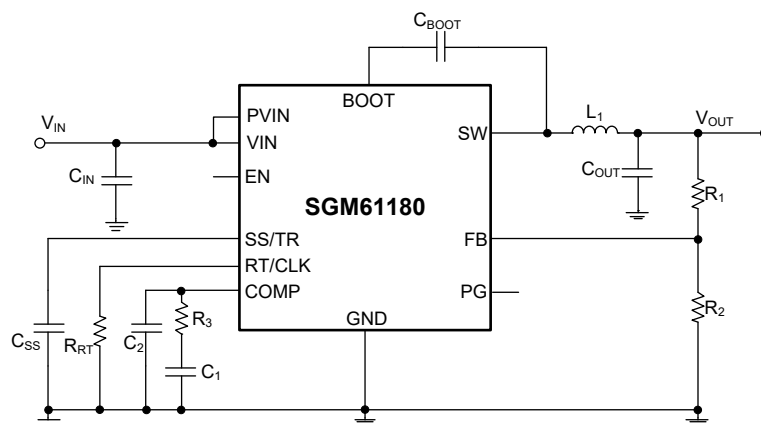 C_BOOT
BOOT
V_IN
PVIN
VIN
SW
L_1
V_OUT
C_IN
EN
C_OUT
R_1
SGM61180
SS/TR
FB
RT/CLK
COMP
PG
R_3
R_2
GND
C_SS
R_RT
C_2
C_1